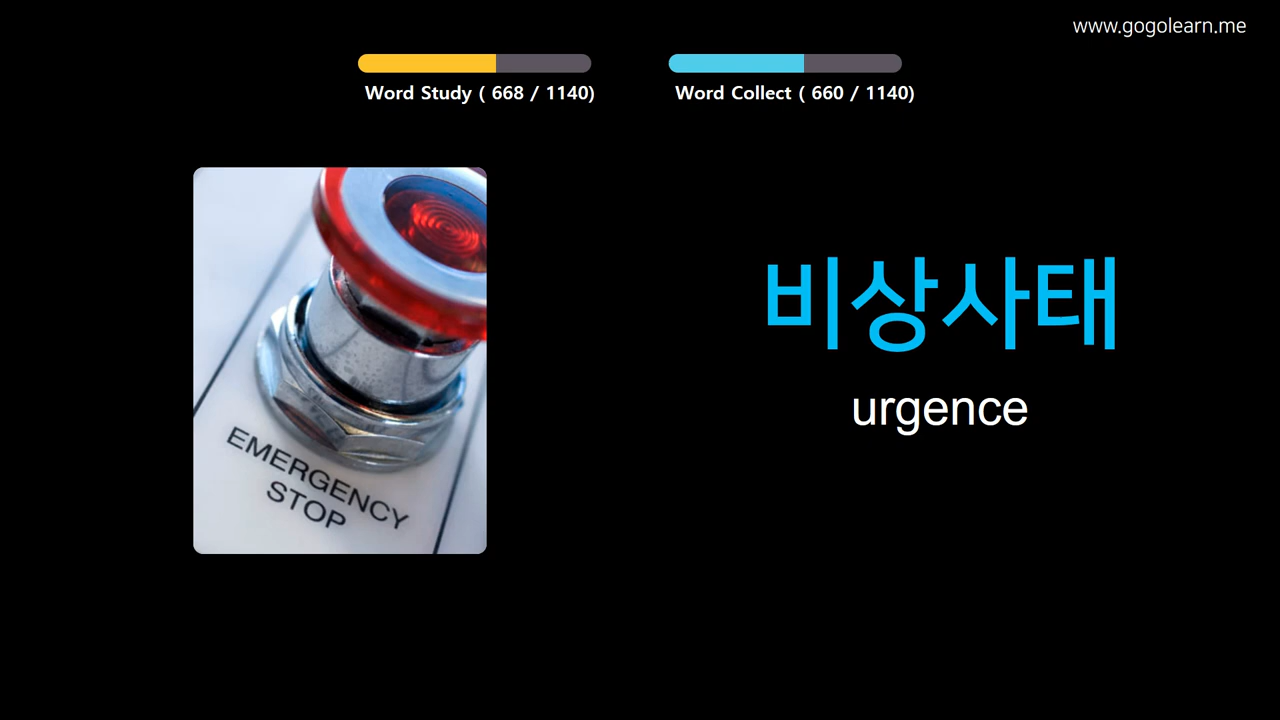 www.gogolearn.me
Word Study ( 668 / 1140)
Word Collect ( 660 / 1140)
비상사태
urgence
EMERGENCY
STOP